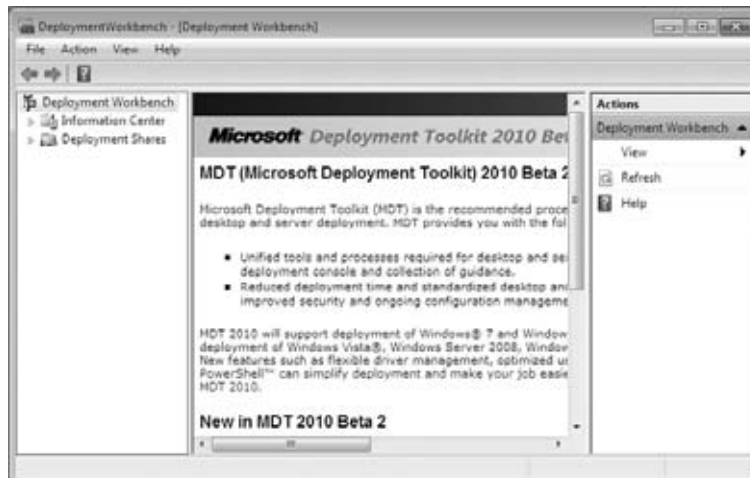 DeploymentWorkbench - [Deployment Workbench]
File Action View Help
Deployment Workbench
Information Center
Deployment Shares
Microsoft Deployment Toolkit 2010 Bet
MDT (Microsoft Deployment Toolkit) 2010 Beta 2
Microsoft Deployment Toolkit (MDT) is the recommended proce
desktop and server deployment. MDT provides you with the fol
Unified tools and processes required for desktop and se
deployment console and collection of guidance.
Reduced deployment time and standardized desktop and
improved security and ongoing configuration manageme
MDT 2010 will support deployment of Windows® 7 and Window
deployment of Windows Vista®, Windows Server 2008, Window
New features such as flexible driver management, optimized us
PowerShell™ can simplify deployment and make your job easie
MDT 2010.
New in MDT 2010 Beta 2
Actions
Deployment Workbench
View
Refresh
Help